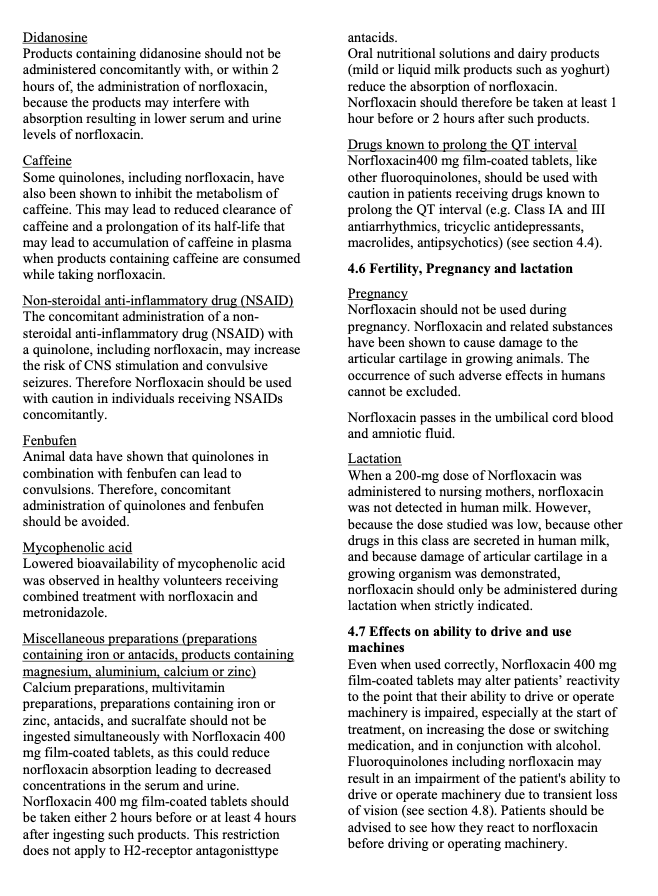 Didanosine
Products containing didanosine should not be
administered concomitantly with, or within 2
hours of, the administration of norfloxacin,
because the products may interfere with
absorption resulting in lower serum and urine
levels of norfloxacin.
Caffeine
Some quinolones, including norfloxacin, have
also been shown to inhibit the metabolism of
caffeine. This may lead to reduced clearance of
caffeine and a prolongation of its half-life that
may lead to accumulation of caffeine in plasma
when products containing caffeine are consumed
while taking norfloxacin.
Non-steroidal anti-inflammatory drug (NSAID)
The concomitant administration of a non-
steroidal anti-inflammatory drug (NSAID) with
a quinolone, including norfloxacin, may increase
the risk of CNS stimulation and convulsive
seizures. Therefore Norfloxacin should be used
with caution in individuals receiving NSAIDs
concomitantly.
Fenbufen
Animal data have shown that quinolones in
combination with fenbufen can lead to
convulsions. Therefore, concomitant
administration of quinolones and fenbufen
should be avoided.
Mycophenolic acid
Lowered bioavailability of mycophenolic acid
was observed in healthy volunteers receiving
combined treatment with norfloxacin and
metronidazole.
Miscellaneous preparations (preparations
containing iron or antacids, products containing
magnesium, aluminium, calcium or zinc)
Calcium preparations, multivitamin
preparations, preparations containing iron or
zinc, antacids, and sucralfate should not be
ingested simultaneously with Norfloxacin 400
mg film-coated tablets, as this could reduce
norfloxacin absorption leading to decreased
concentrations in the serum and urine.
Norfloxacin 400 mg film-coated tablets should
be taken either 2 hours before or at least 4 hours
after ingesting such products. This restriction
does not apply to H2-receptor antagonisttype
antacids.
Oral nutritional solutions and dairy products
(mild or liquid milk products such as yoghurt)
reduce the absorption of norfloxacin.
Norfloxacin should therefore be taken at least 1
hour before or 2 hours after such products.
Drugs known to prolong the QT interval
Norfloxacin400 mg film-coated tablets, like
other fluoroquinolones, should be used with
caution in patients receiving drugs known to
prolong the QT interval (e.g. Class IA and III
antiarrhythmics, tricyclic antidepressants,
macrolides, antipsychotics) (see section 4.4).
4.6 Fertility, Pregnancy and lactation
Pregnancy
Norfloxacin should not be used during
pregnancy. Norfloxacin and related substances
have been shown to cause damage to the
articular cartilage in growing animals. The
occurrence of such adverse effects in humans
cannot be excluded.
Norfloxacin passes in the umbilical cord blood
and amniotic fluid.
Lactation
When a 200-mg dose of Norfloxacin was
administered to nursing mothers, norfloxacin
was not detected in human milk. However,
because the dose studied was low, because other
drugs in this class are secreted in human milk,
and because damage of articular cartilage in a
growing organism was demonstrated,
norfloxacin should only be administered during
lactation when strictly indicated.
4.7 Effects on ability to drive and use
machines
Even when used correctly, Norfloxacin 400 mg
film-coated tablets may alter patients’ reactivity
to the point that their ability to drive or operate
machinery is impaired, especially at the start of
treatment, on increasing the dose or switching
medication, and in conjunction with alcohol.
Fluoroquinolones including norfloxacin may
result in an impairment of the patient's ability to
drive or operate machinery due to transient loss
of vision (see section 4.8). Patients should be
advised to see how they react to norfloxacin
before driving or operating machinery.